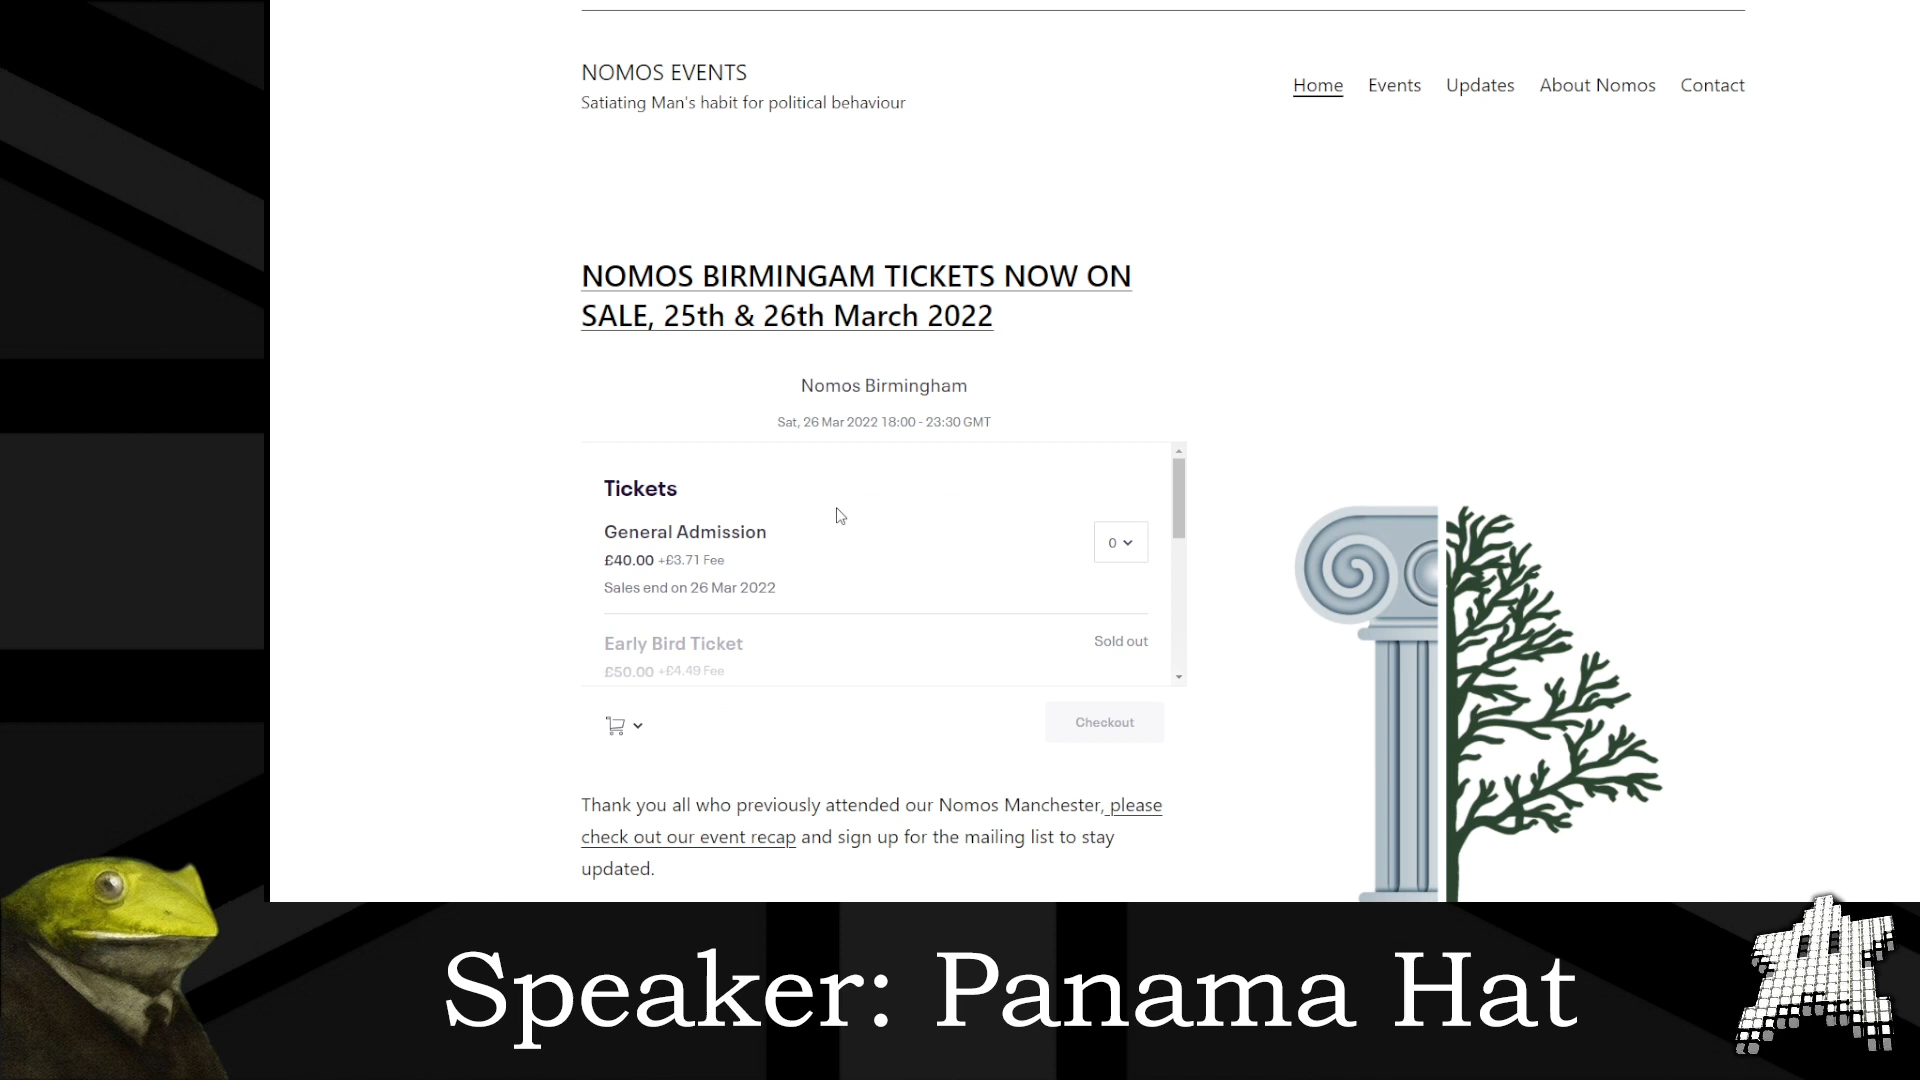 NOMOS EVENTS
Satiating Man's habit for political behaviour
Home Events Updates About Nomos Contact
NOMOS BIRMINGAM TICKETS NOW ON
SALE, 25th & 26th March 2022
Nomos Birmingham
Sat, 26 Mar 2022 18:00 - 23:30 GMT
Tickets
General Admission
0
£40.00 +£3.71 Fee
Sales end on 26 Mar 2022
Early Bird Ticket
Sold out
£50.00 +£4.49 Fee
Checkout
Thank you all who previously attended our Nomos Manchester, please
check out our event recap and sign up for the mailing list to stay
updated.
Speaker: Panama Hat